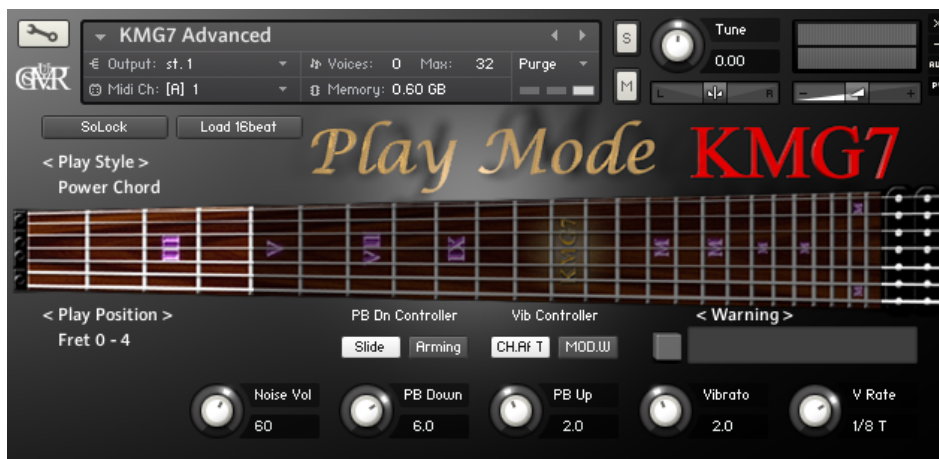 KMG7 Advanced
Output: st.1
Voices: 0 Max: 32 Purge
Midi Ch: [A] 1
Memory: 0.60 GB
S
M
Tune
0.00
L R
- +
SoLock Load 16beat
Play Mode KMG7
< Play Style >
Power Chord
III V VII IX KMG7 M M M M M M
< Play Position >
Fret 0 - 4
PB Dn Controller
Slide Arming
Vib Controller
CH.Af T MOD.W
< Warning >
Noise Vol
60
PB Down
6.0
PB Up
2.0
Vibrato
2.0
V Rate
1/8 T